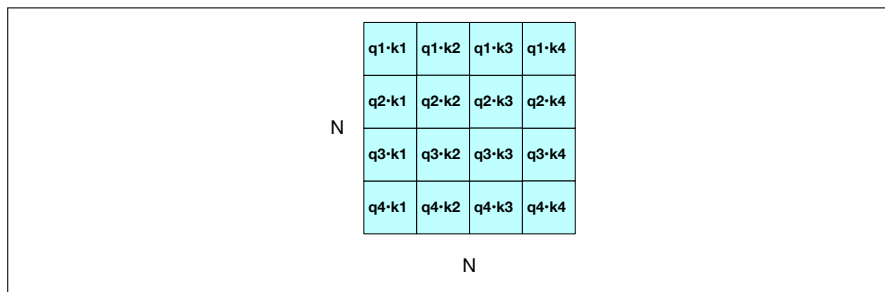 q1•k1 q1•k2 q1•k3 q1•k4
q2•k1 q2•k2 q2•k3 q2•k4
N
q3•k1 q3•k2 q3•k3 q3•k4
q4•k1 q4•k2 q4•k3 q4•k4
N